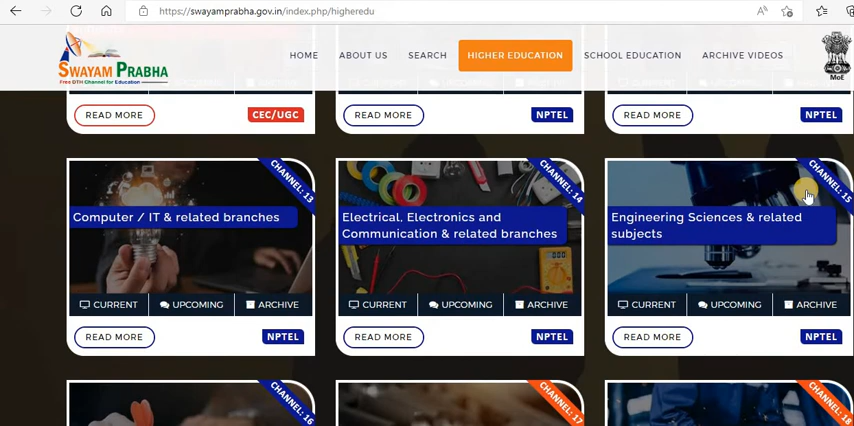 https://swayamprabha.gov.in/index.php/higheredu
SWAYAM PRABHA
Free DTH Channel for Education
HOME
ABOUT US
SEARCH
HIGHER EDUCATION
SCHOOL EDUCATION
ARCHIVE VIDEOS
MoE
READ MORE
CEC/UGC
READ MORE
NPTEL
READ MORE
NPTEL
CHANNEL: 13
Computer / IT & related branches
CURRENT
UPCOMING
ARCHIVE
READ MORE
NPTEL
CHANNEL: 14
Electrical, Electronics and
Communication & related branches
CURRENT
UPCOMING
ARCHIVE
READ MORE
NPTEL
CHANNEL: 15
Engineering Sciences & related
subjects
CURRENT
UPCOMING
ARCHIVE
READ MORE
NPTEL
CHANNEL: 16
CHANNEL: 17
CHANNEL: 18